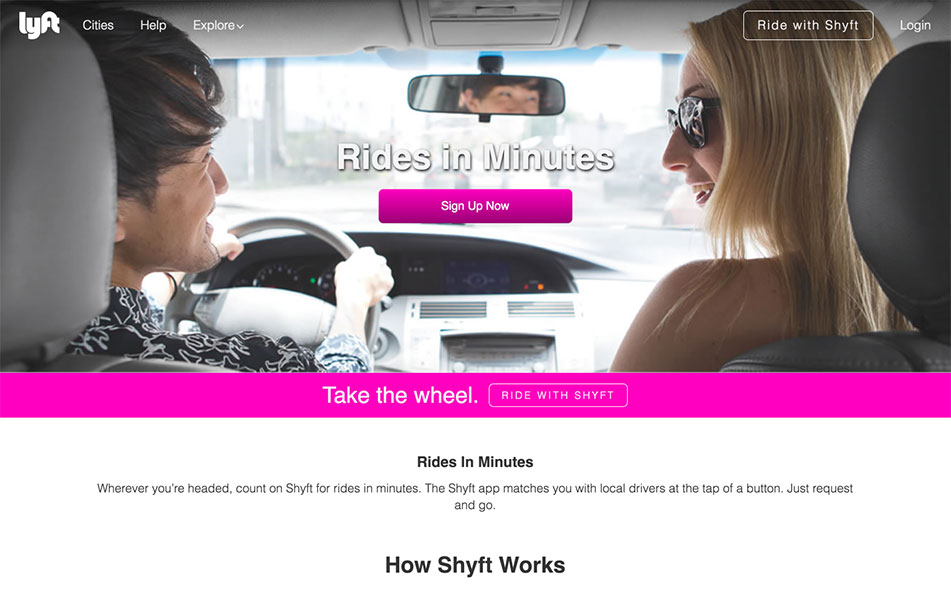 lyft Cities Help Explore Ride with Shyft Login
Rides in Minutes
Sign Up Now
Take the wheel. RIDE WITH SHYFT
Rides In Minutes
Wherever you’re headed, count on Shyft for rides in minutes. The Shyft app matches you with local drivers at the tap of a button. Just request
and go.
How Shyft Works